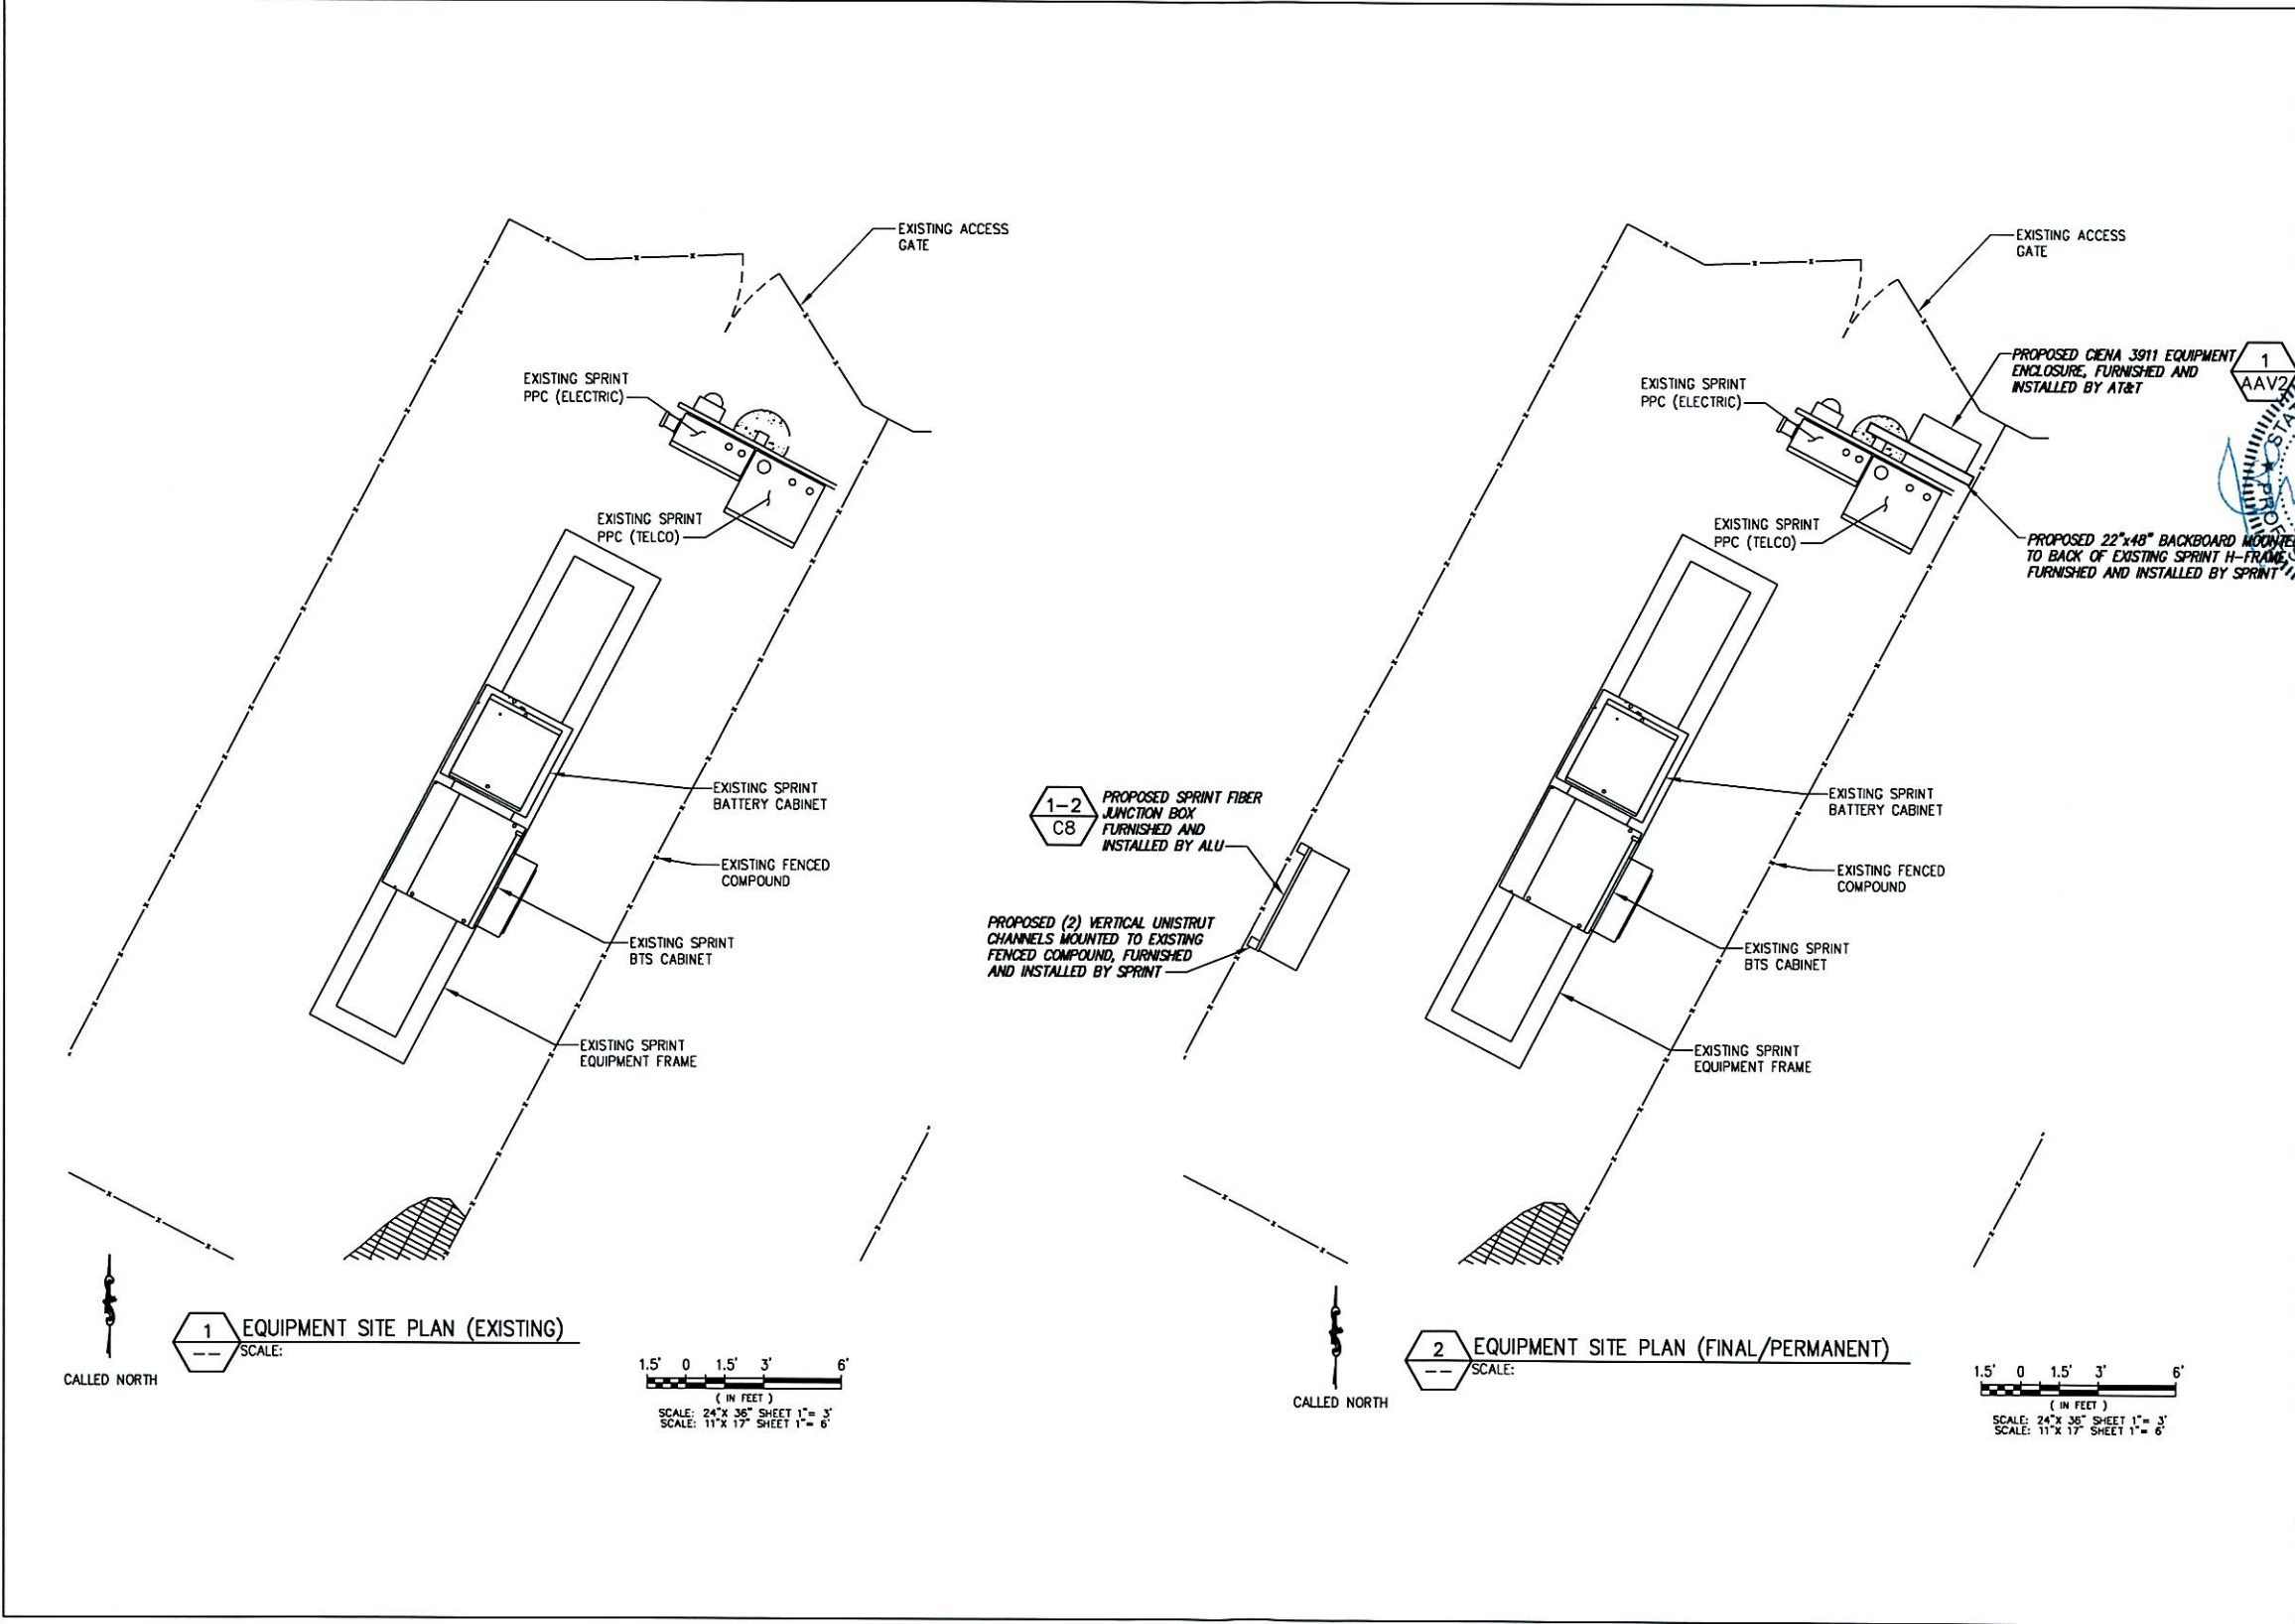 EXISTING ACCESS
GATE
EXISTING SPRINT
PPC (ELECTRIC)
EXISTING SPRINT
PPC (TELCO)
EXISTING SPRINT
BATTERY CABINET
EXISTING FENCED
COMPOUND
EXISTING SPRINT
BTS CABINET
EXISTING SPRINT
EQUIPMENT FRAME
CALLED NORTH
1
--
EQUIPMENT SITE PLAN (EXISTING)
SCALE:
1.5' 0 1.5' 3' 6'
( IN FEET )
SCALE: 24"X 36" SHEET 1"= 3'
SCALE: 11"X 17" SHEET 1"= 6'
EXISTING ACCESS
GATE
PROPOSED CIENA 3911 EQUIPMENT
ENCLOSURE, FURNISHED AND
INSTALLED BY AT&T
1
AAV2
EXISTING SPRINT
PPC (ELECTRIC)
EXISTING SPRINT
PPC (TELCO)
PROPOSED 22"x48" BACKBOARD MOUNTE
TO BACK OF EXISTING SPRINT H-FRAME,
FURNISHED AND INSTALLED BY SPRINT
1-2
C8
PROPOSED SPRINT FIBER
JUNCTION BOX
FURNISHED AND
INSTALLED BY ALU
PROPOSED (2) VERTICAL UNISTRUT
CHANNELS MOUNTED TO EXISTING
FENCED COMPOUND, FURNISHED
AND INSTALLED BY SPRINT
EXISTING SPRINT
BATTERY CABINET
EXISTING FENCED
COMPOUND
EXISTING SPRINT
BTS CABINET
EXISTING SPRINT
EQUIPMENT FRAME
CALLED NORTH
2
--
EQUIPMENT SITE PLAN (FINAL/PERMANENT)
SCALE:
1.5' 0 1.5' 3' 6'
( IN FEET )
SCALE: 24"X 36" SHEET 1"= 3'
SCALE: 11"X 17" SHEET 1"= 6'